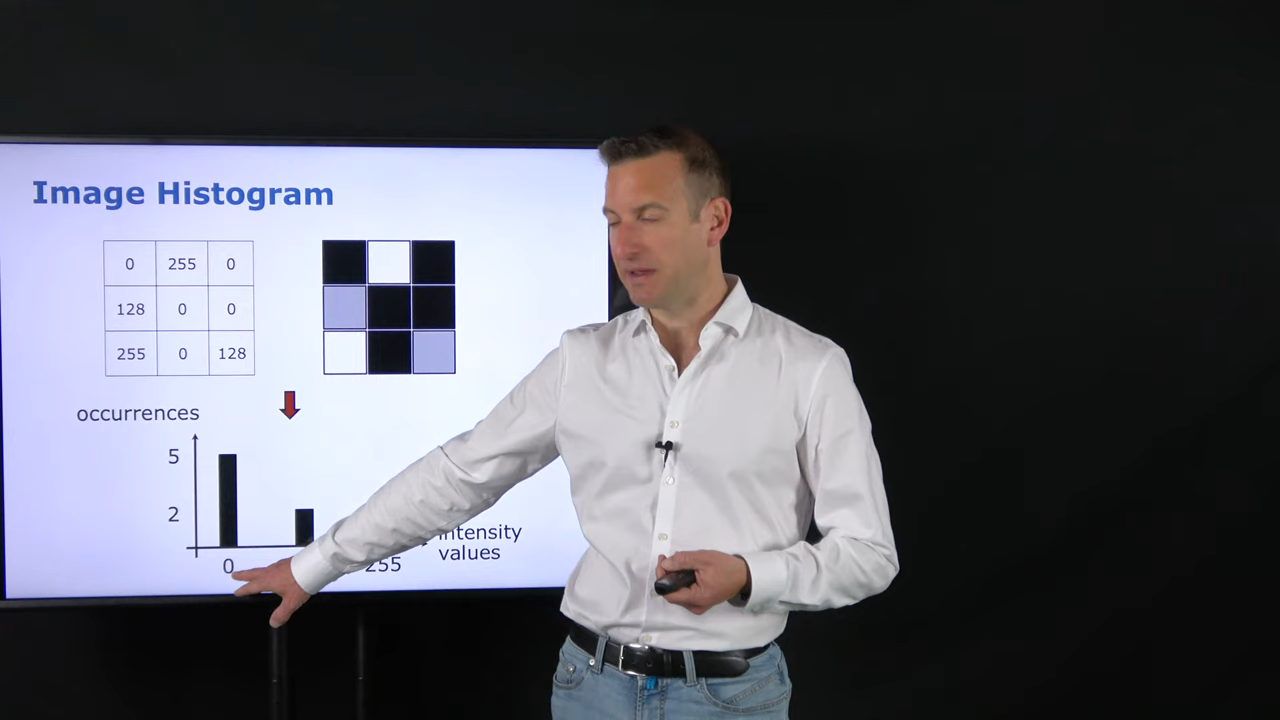 Image Histogram
0 255 0
128 0 0
255 0 128
occurrences
5
2
intensity
values
0 255